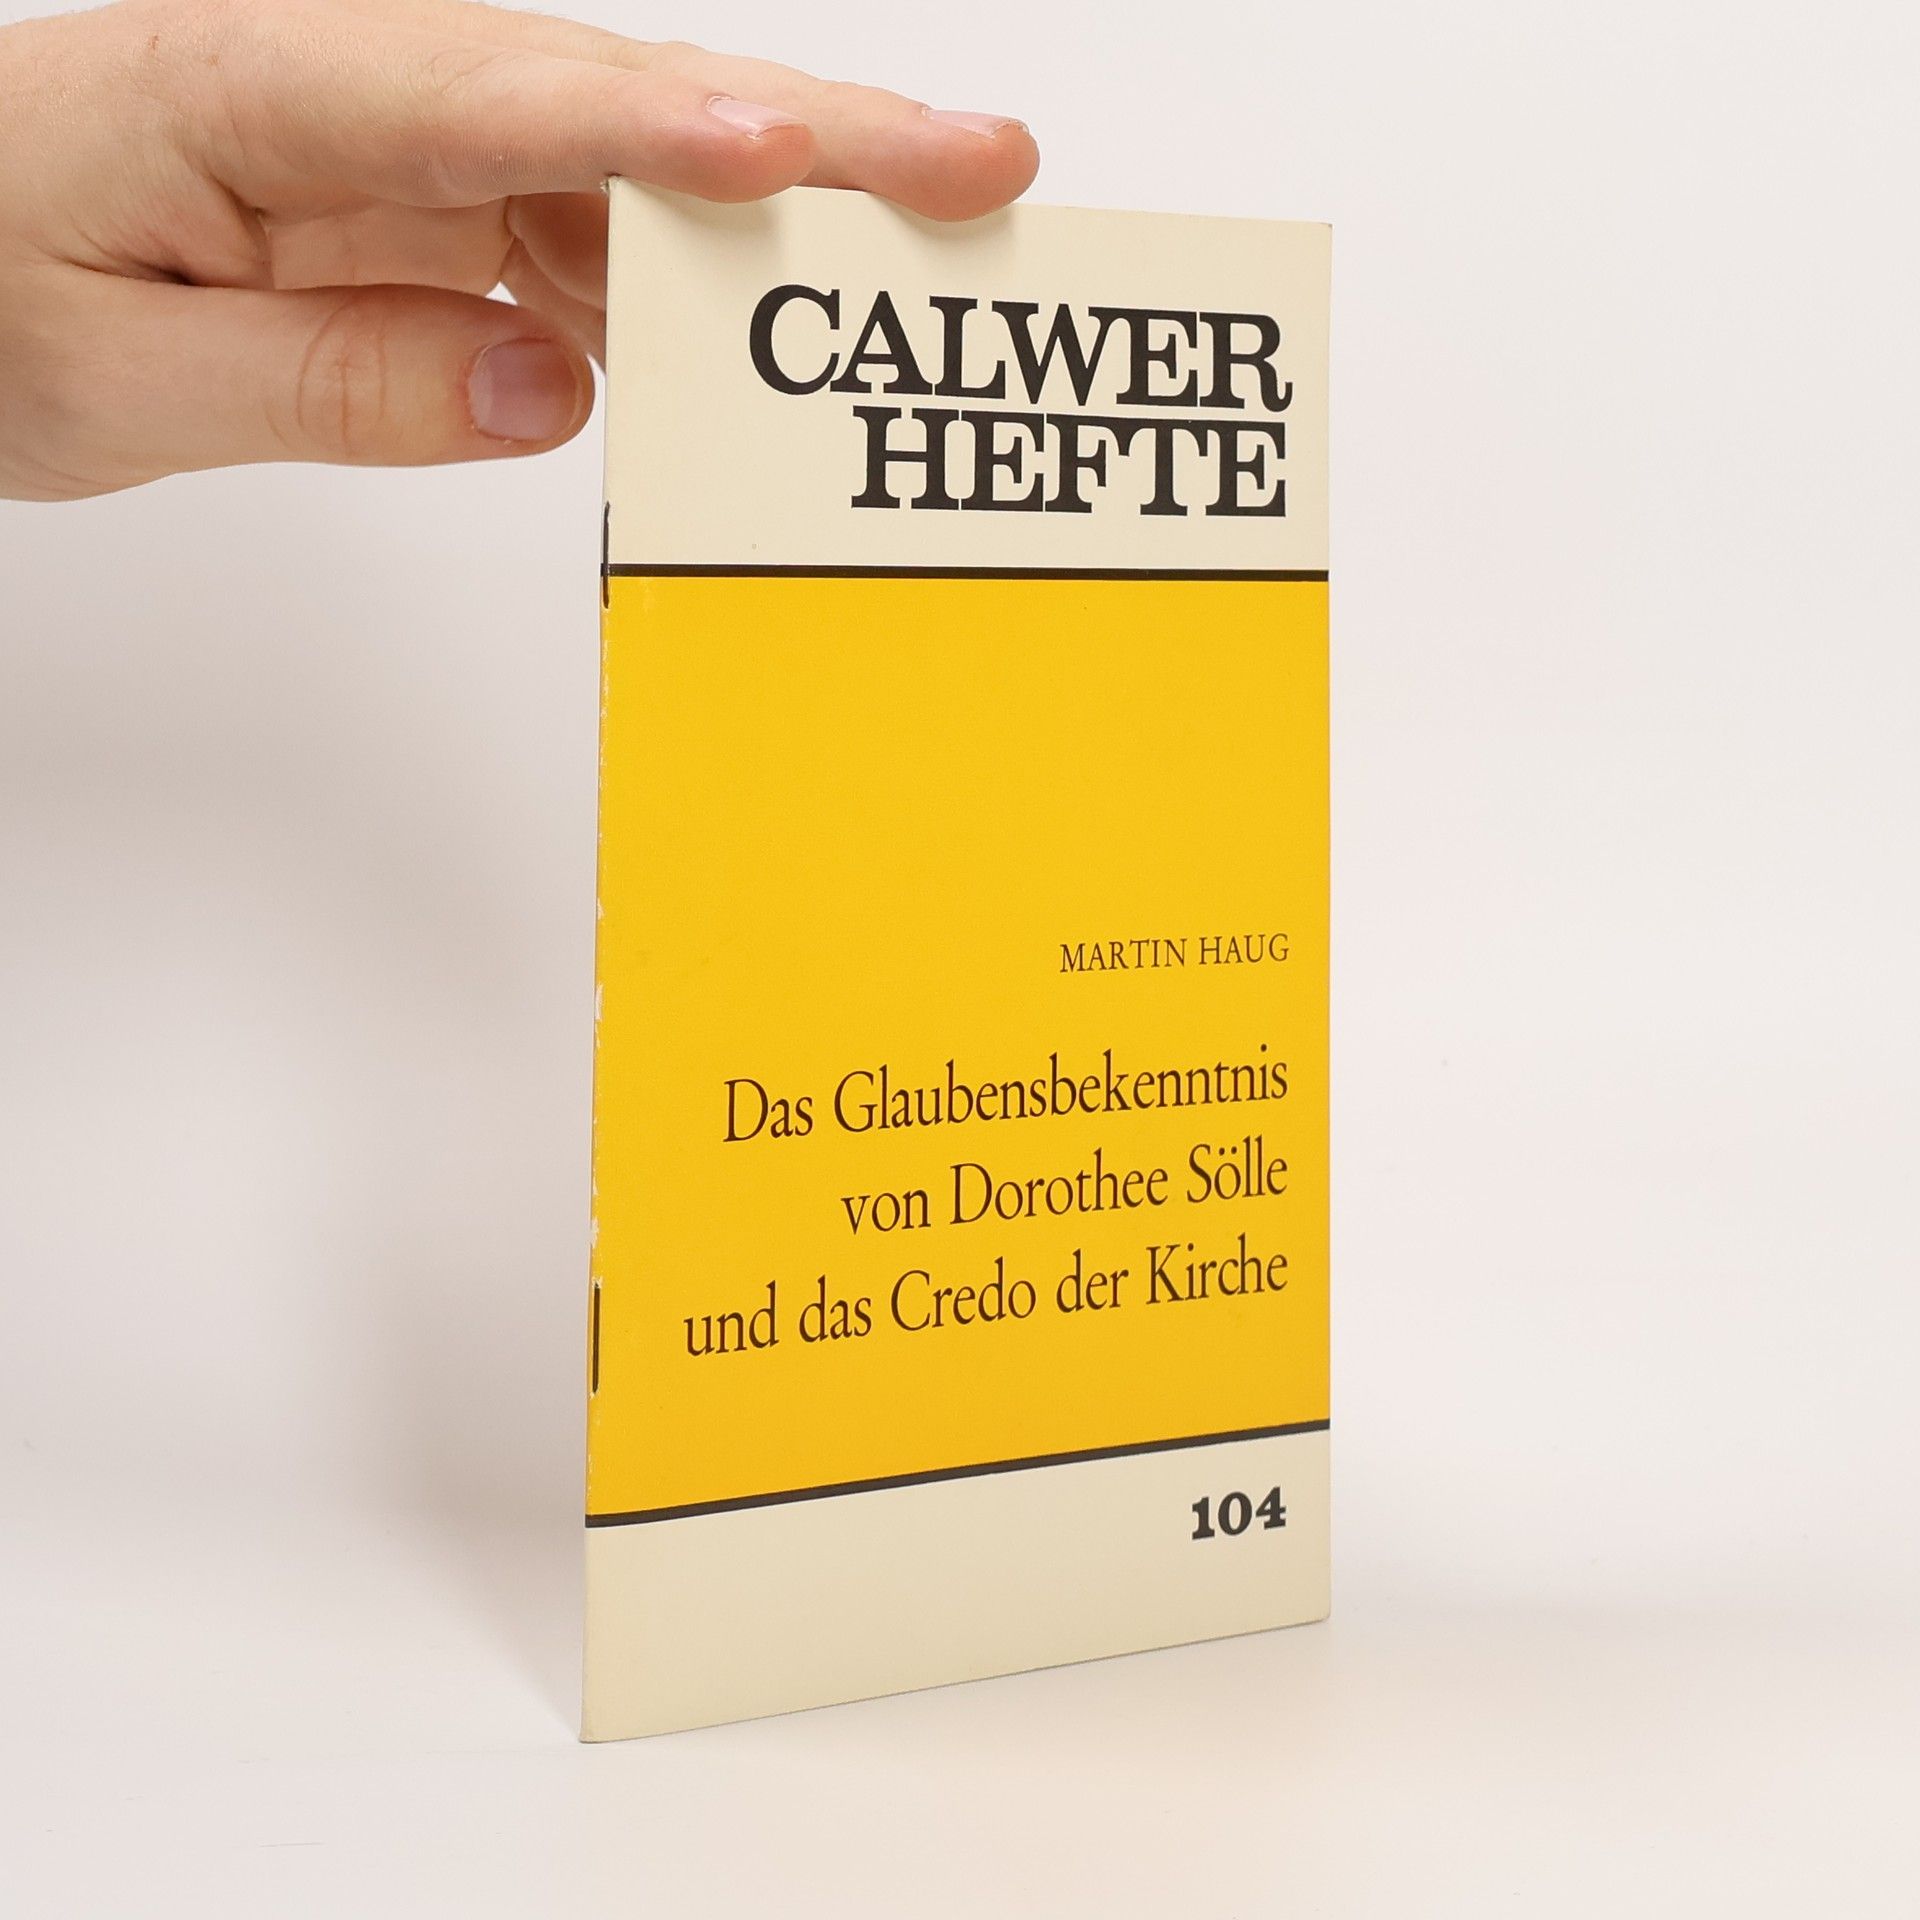 CALWER
HEFTE
MARTIN HAUG
Das Glaubensbekenntnis
von Dorothee Sölle
und das Credo der Kirche
104